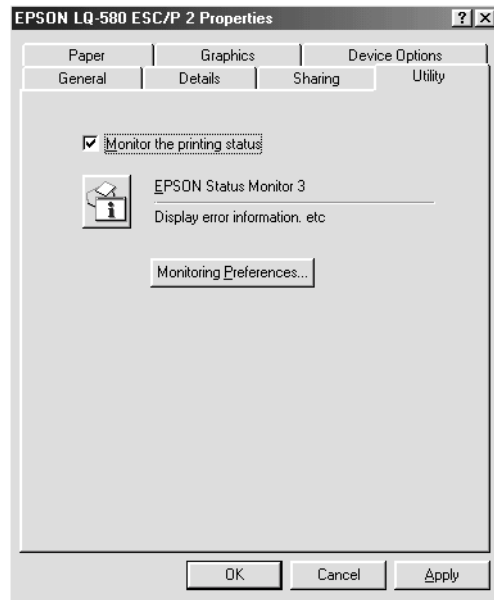 EPSON LQ-580 ESC/P 2 Properties
Paper Graphics Device Options
General Details Sharing Utility
Monitor the printing status
EPSON Status Monitor 3
Display error information. etc
Monitoring Preferences...
OK Cancel Apply